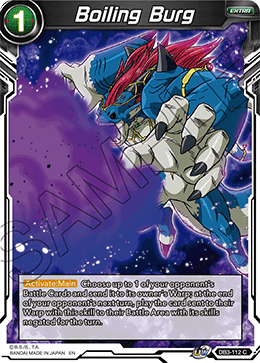 1
Boiling Burg
EXTRA
SAMPLE
Activate:Main Choose up to 1 of your opponent's
Battle Cards and send it to its owner's Warp; at the end
of your opponent's next turn, play the card sent to their
Warp with this skill to their Battle Area with its skills
negated for the turn.
©B.S./S., T.A.
BANDAI MADE IN JAPAN EN
DB3-112 C